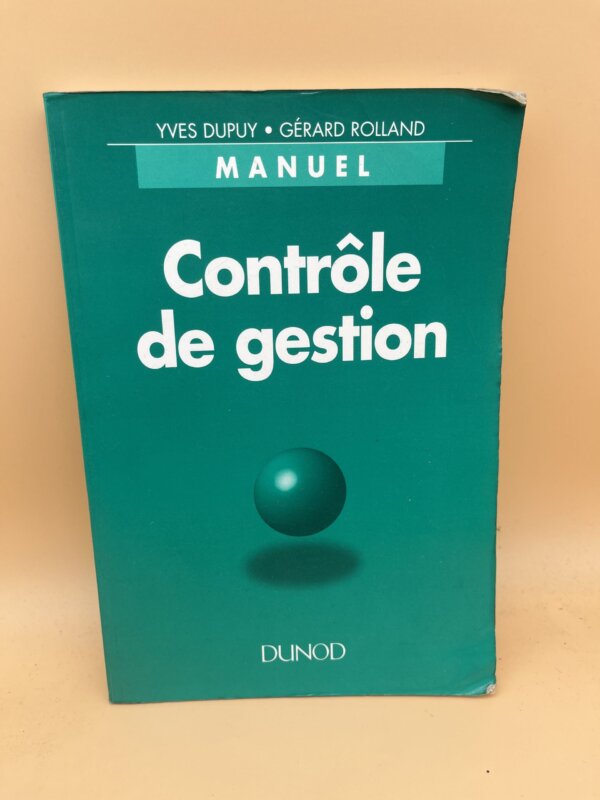 YVES DUPUY • GÉRARD ROLLAND
MANUEL
Contrôle
de gestion
DUNOD